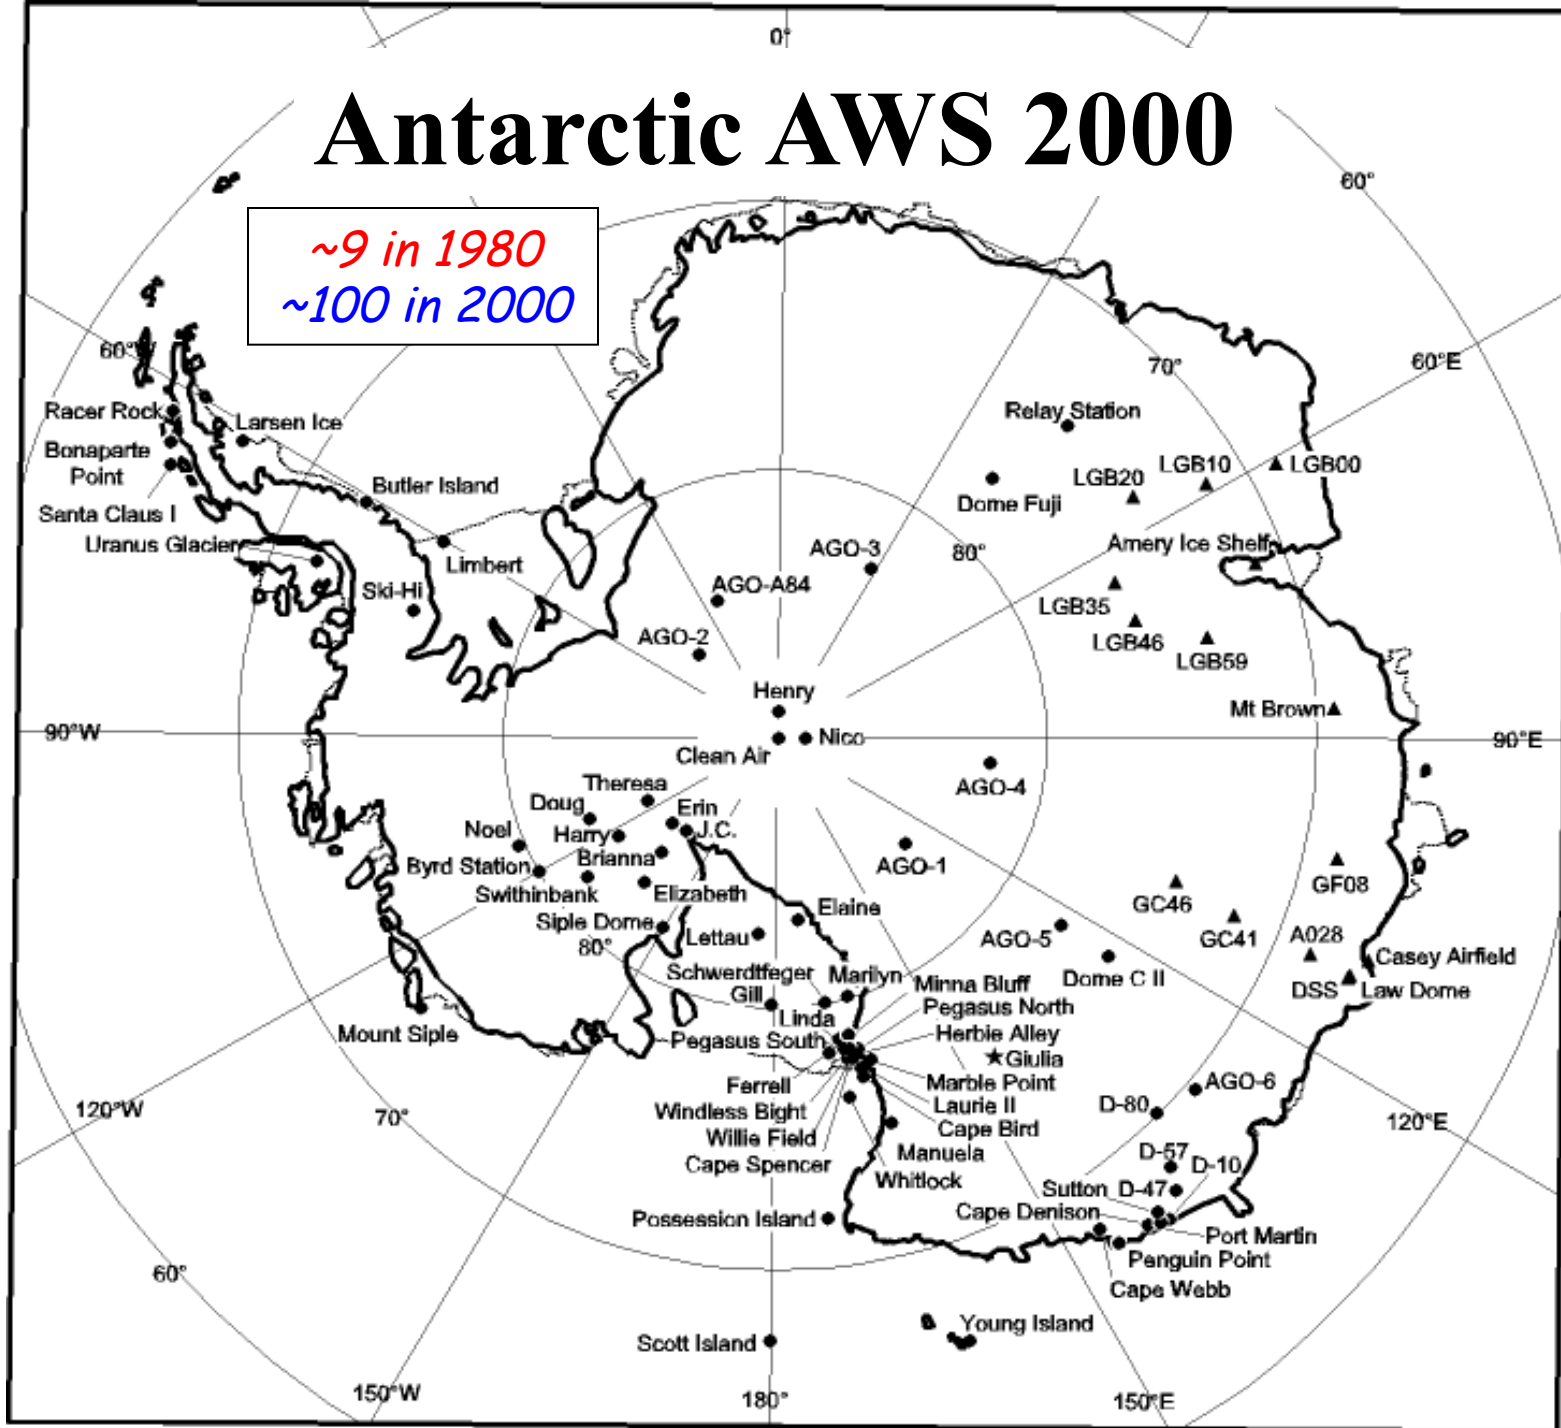 0°
Antarctic AWS 2000
60°
~9 in 1980
~100 in 2000
60°W
70°
60°E
Racer Rock
Larsen Ice
Relay Station
Bonaparte
Point
LGB20
LGB10
LGB00
Butler Island
Dome Fuji
Santa Claus I
Uranus Glacier
Limbert
AGO-3
80°
Amery Ice Shelf
Ski-Hi
AGO-A84
LGB35
AGO-2
LGB46
LGB59
Henry
Mt Brown
90°W
Nico
90°E
Clean Air
Theresa
AGO-4
Doug
Erin
Noel
Harry
J.C.
Byrd Station
Brianna
AGO-1
Swithinbank
Elizabeth
GC46
GF08
Siple Dome
Elaine
80°
Lettau
AGO-5
GC41
A028
Schwerdtfeger
Marilyn
Minna Bluff
Dome C II
Casey Airfield
Gill
DSS
Law Dome
Linda
Pegasus North
Mount Siple
Pegasus South
Herbie Alley
Giulia
Ferrell
Marble Point
AGO-6
120°W
70°
Windless Bight
Laurie II
D-80
120°E
Willie Field
Cape Bird
Cape Spencer
Manuela
D-57
D-10
Whitlock
Sutton
D-47
Possession Island
Cape Denison
Port Martin
60°
Penguin Point
Cape Webb
Scott Island
Young Island
150°W
180°
150°E